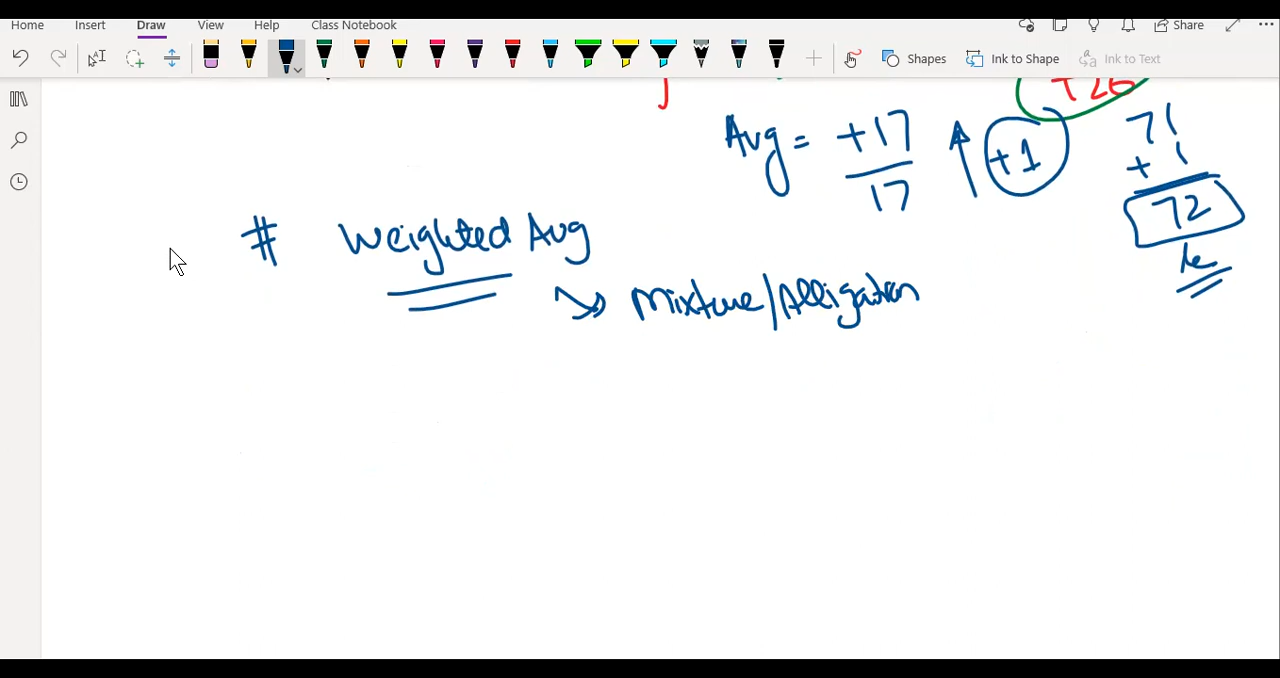 Home Insert Draw View Help Class Notebook Share
Shapes Ink to Shape Ink to Text
+26
Avg = +17/17 ↑ +1
71
+ 1
72
# Weighted Avg
↘ Mixture/Alligation